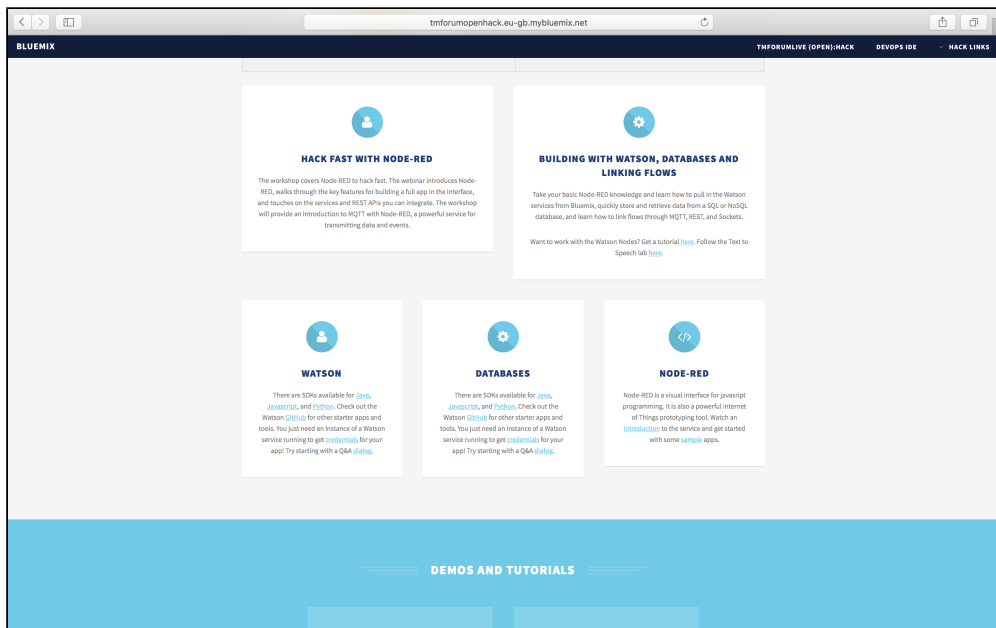 tmforumopenhack.eu-gb.mybluemix.net
BLUEMIX
TMFORUMLIVE {OPEN}:HACK
DEVOPS IDE
HACK LINKS
HACK FAST WITH NODE-RED
The workshop covers Node-RED to hack fast. The webinar introduces Node-
RED, walks through the key features for building a full app in the interface,
and touches on the services and REST APIs you can integrate. The workshop
will provide an introduction to MQTT with Node-RED, a powerful service for
transmitting data and events.
BUILDING WITH WATSON, DATABASES AND
LINKING FLOWS
Take your basic Node-RED knowledge and learn how to pull in the Watson
services from Bluemix, quickly store and retrieve data from a SQL or NoSQL
database, and learn how to link flows through MQTT, REST, and Sockets.
Want to work with the Watson Nodes? Get a tutorial here. Follow the Text to
Speech lab here.
WATSON
There are SDKs available for Java,
Javascript, and Python. Check out the
Watson GitHub for other starter apps and
tools. You just need an instance of a Watson
service running to get credentials for your
app! Try starting with a Q&A dialog.
DATABASES
There are SDKs available for Java,
Javascript, and Python. Check out the
Watson GitHub for other starter apps and
tools. You just need an instance of a Watson
service running to get credentials for your
app! Try starting with a Q&A dialog.
NODE-RED
Node-RED is a visual interface for javasript
programming. It is also a powerful Internet
of Things prototyping tool. Watch an
introduction to the service and get started
with some sample apps.
DEMOS AND TUTORIALS